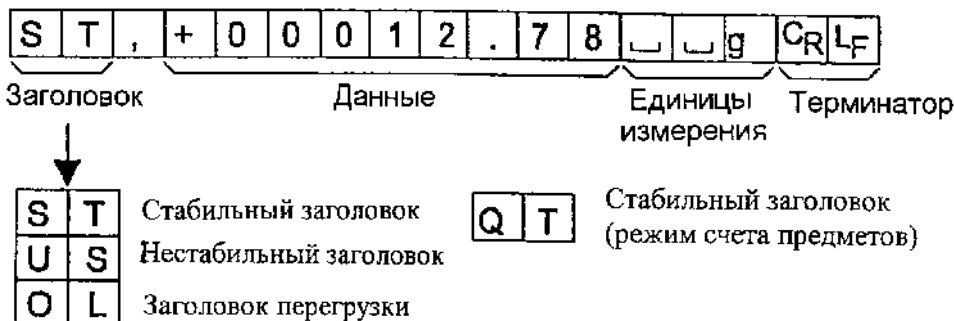 S T , + 0 0 0 1 2 . 7 8 ␣ ␣ g CR LF
Заголовок Данные Единицы измерения Терминатор
S T Стабильный заголовок
U S Нестабильный заголовок
O L Заголовок перегрузки
Q T Стабильный заголовок
(режим счета предметов)